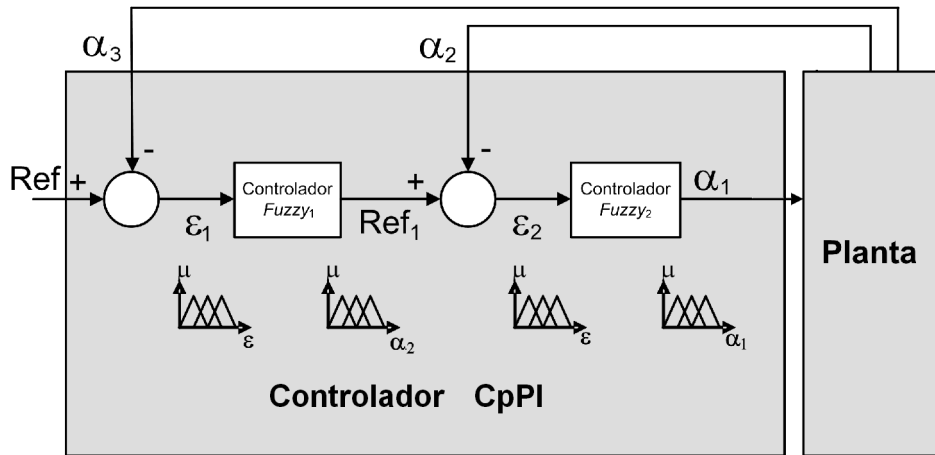 α3
α2
Ref + -
ε1
Controlador
Fuzzy1
Ref1
+ -
ε2
Controlador
Fuzzy2
α1
Planta
μ
ε
μ
α2
μ
ε
μ
α1
Controlador CpPI